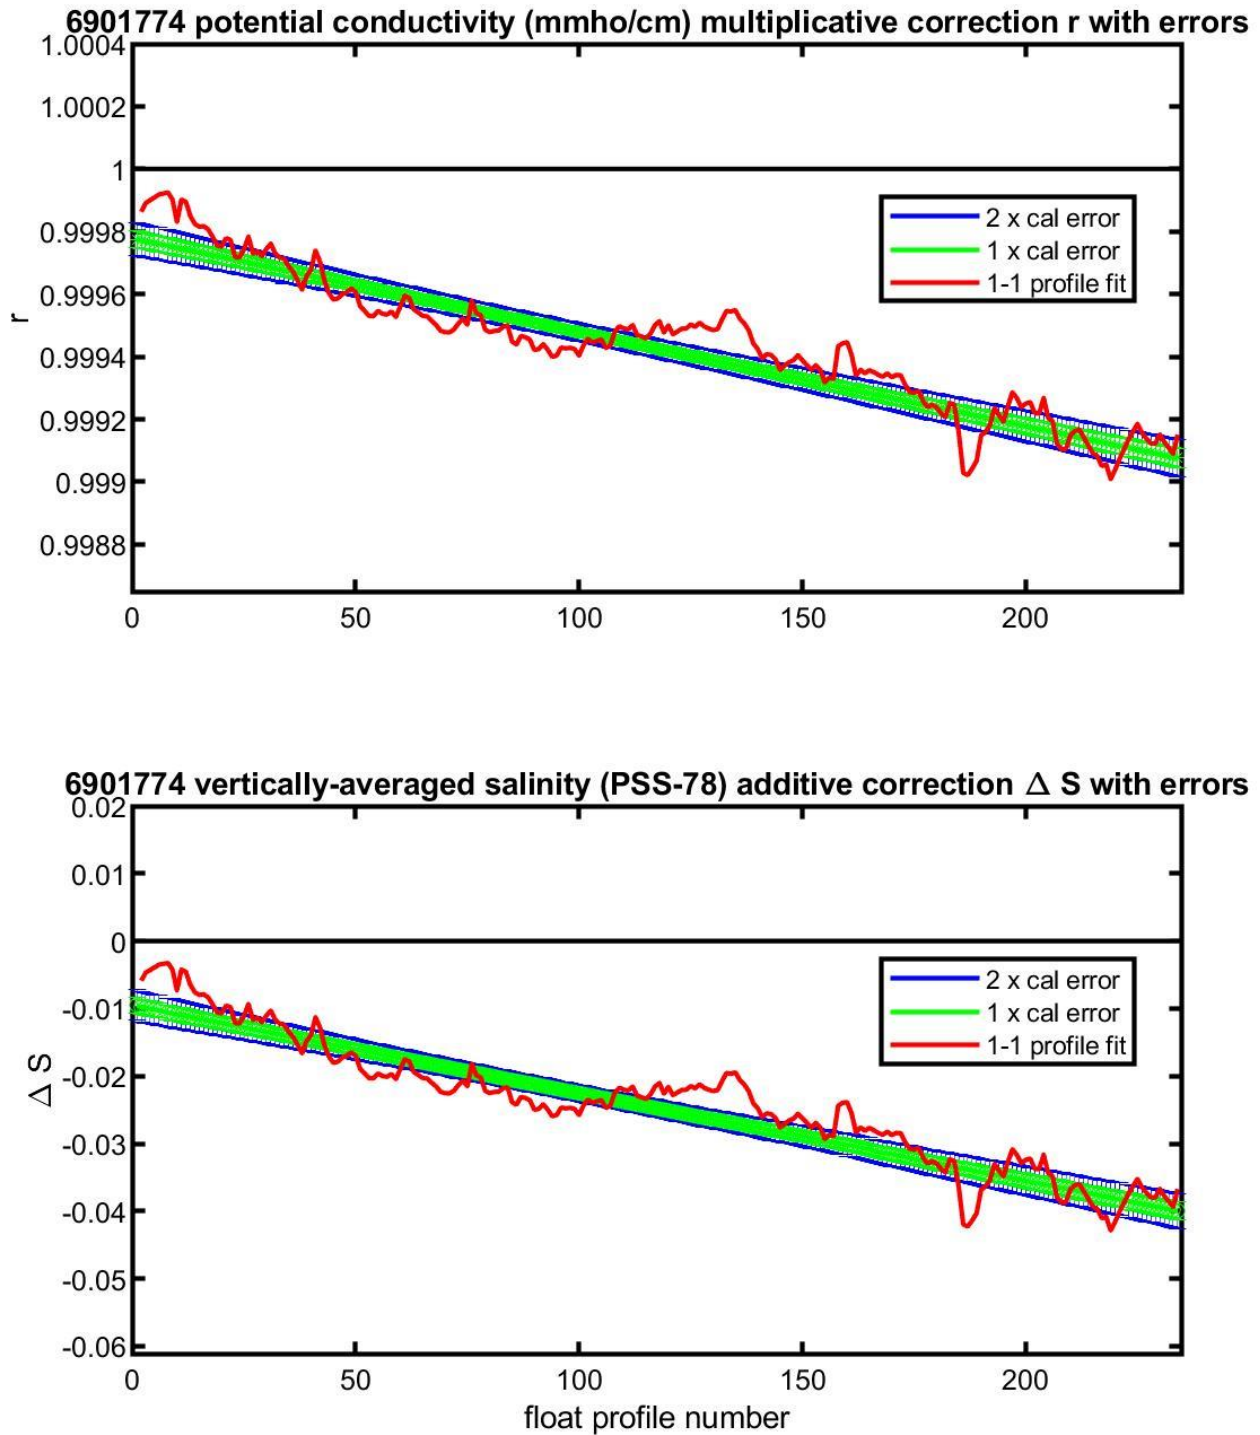 6901774 potential conductivity (mmho/cm) multiplicative correction r with errors
1.0004
1.0002
1
0.9998
0.9996
0.9994
0.9992
0.999
0.9988
r
2 x cal error
1 x cal error
1-1 profile fit
0 50 100 150 200
6901774 vertically-averaged salinity (PSS-78) additive correction Δ S with errors
0.02
0.01
0
-0.01
-0.02
-0.03
-0.04
-0.05
-0.06
Δ S
2 x cal error
1 x cal error
1-1 profile fit
0 50 100 150 200
float profile number